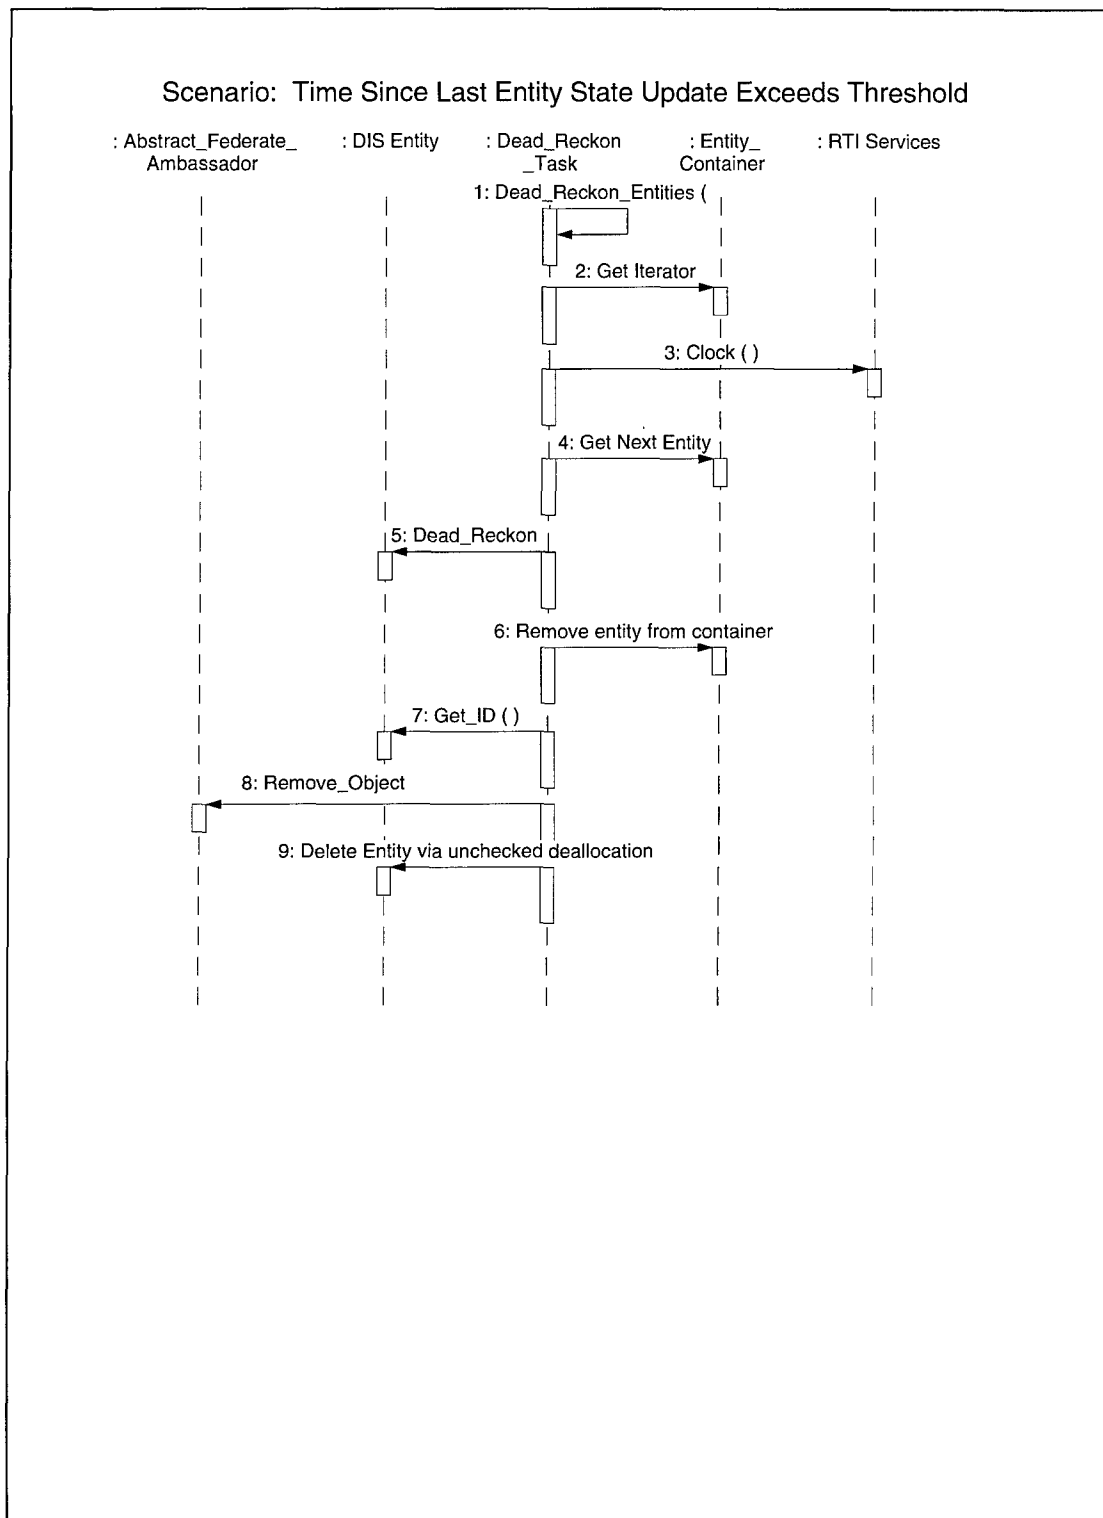 Scenario: Time Since Last Entity State Update Exceeds Threshold
: Abstract_Federate_
Ambassador
: DIS Entity
: Dead_Reckon
_Task
: Entity_
Container
: RTI Services
1: Dead_Reckon_Entities (
2: Get Iterator
3: Clock ( )
4: Get Next Entity
5: Dead_Reckon
6: Remove entity from container
7: Get_ID ( )
8: Remove_Object
9: Delete Entity via unchecked deallocation